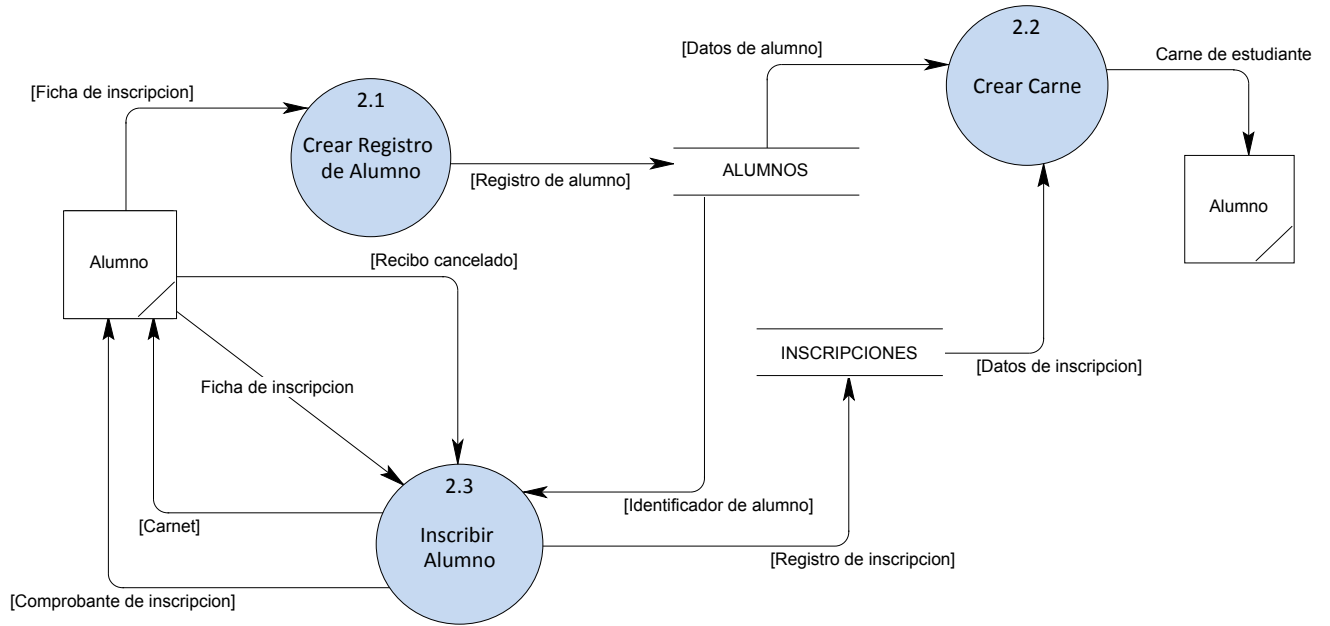 2.2
[Datos de alumno]
Carne de estudiante
Crear Carne
[Ficha de inscripcion]
2.1
Crear Registro
de Alumno
[Registro de alumno]
ALUMNOS
Alumno
Alumno
[Recibo cancelado]
INSCRIPCIONES
[Datos de inscripcion]
Ficha de inscripcion
2.3
Inscribir
Alumno
[Identificador de alumno]
[Carnet]
[Registro de inscripcion]
[Comprobante de inscripcion]